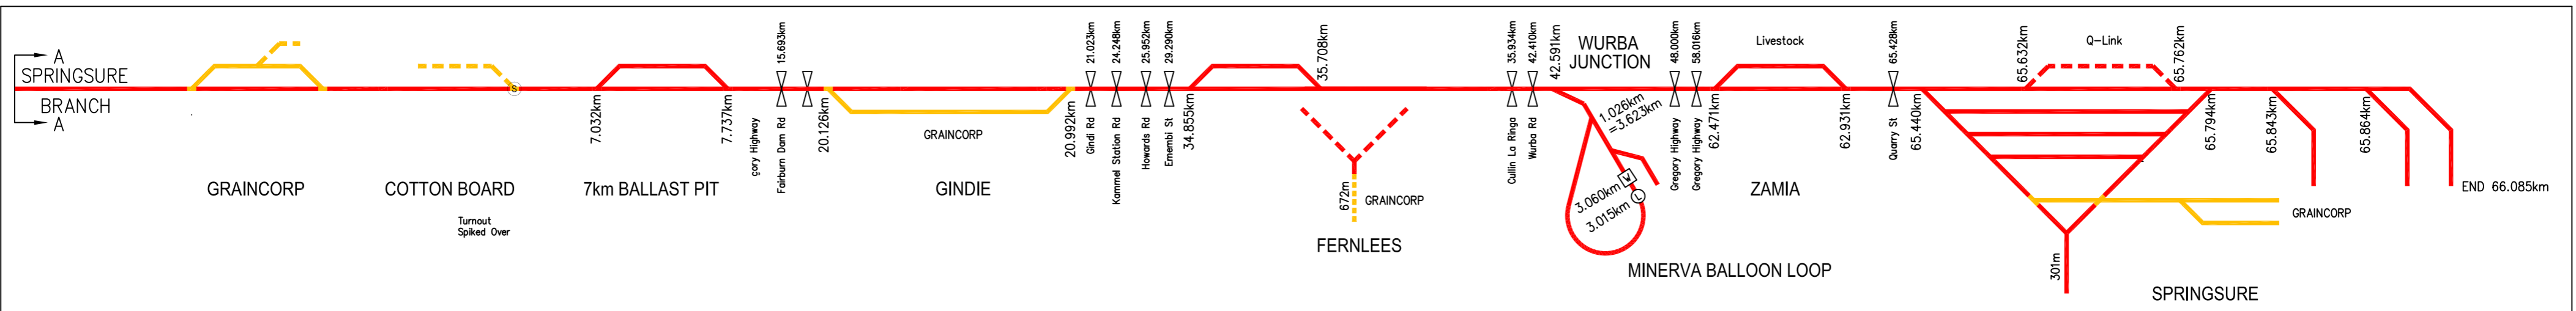 A
SPRINGSURE
BRANCH
A
GRAINCORP
COTTON BOARD
Turnout
Spiked Over
S
7.032km
7km BALLAST PIT
7.737km
çory Highway
15.693km
Fairburn Dam Rd
20.126km
GRAINCORP
GINDIE
20.992km
21.023km
Gindi Rd
24.248km
Kammel Station Rd
25.952km
Howards Rd
29.290km
Emembi St
34.855km
35.708km
672m
GRAINCORP
FERNLEES
35.934km
Cullin La Ringa
42.410km
Wurba Rd
42.591km
WURBA
JUNCTION
1.026km
=3.623km
3.060km
W
3.015km
L
MINERVA BALLOON LOOP
48.000km
Gregory Highway
58.016km
Gregory Highway
62.471km
Livestock
ZAMIA
62.931km
65.428km
Quarry St
65.440km
65.632km
Q-Link
65.762km
65.794km
65.843km
65.864km
END 66.085km
GRAINCORP
301m
SPRINGSURE